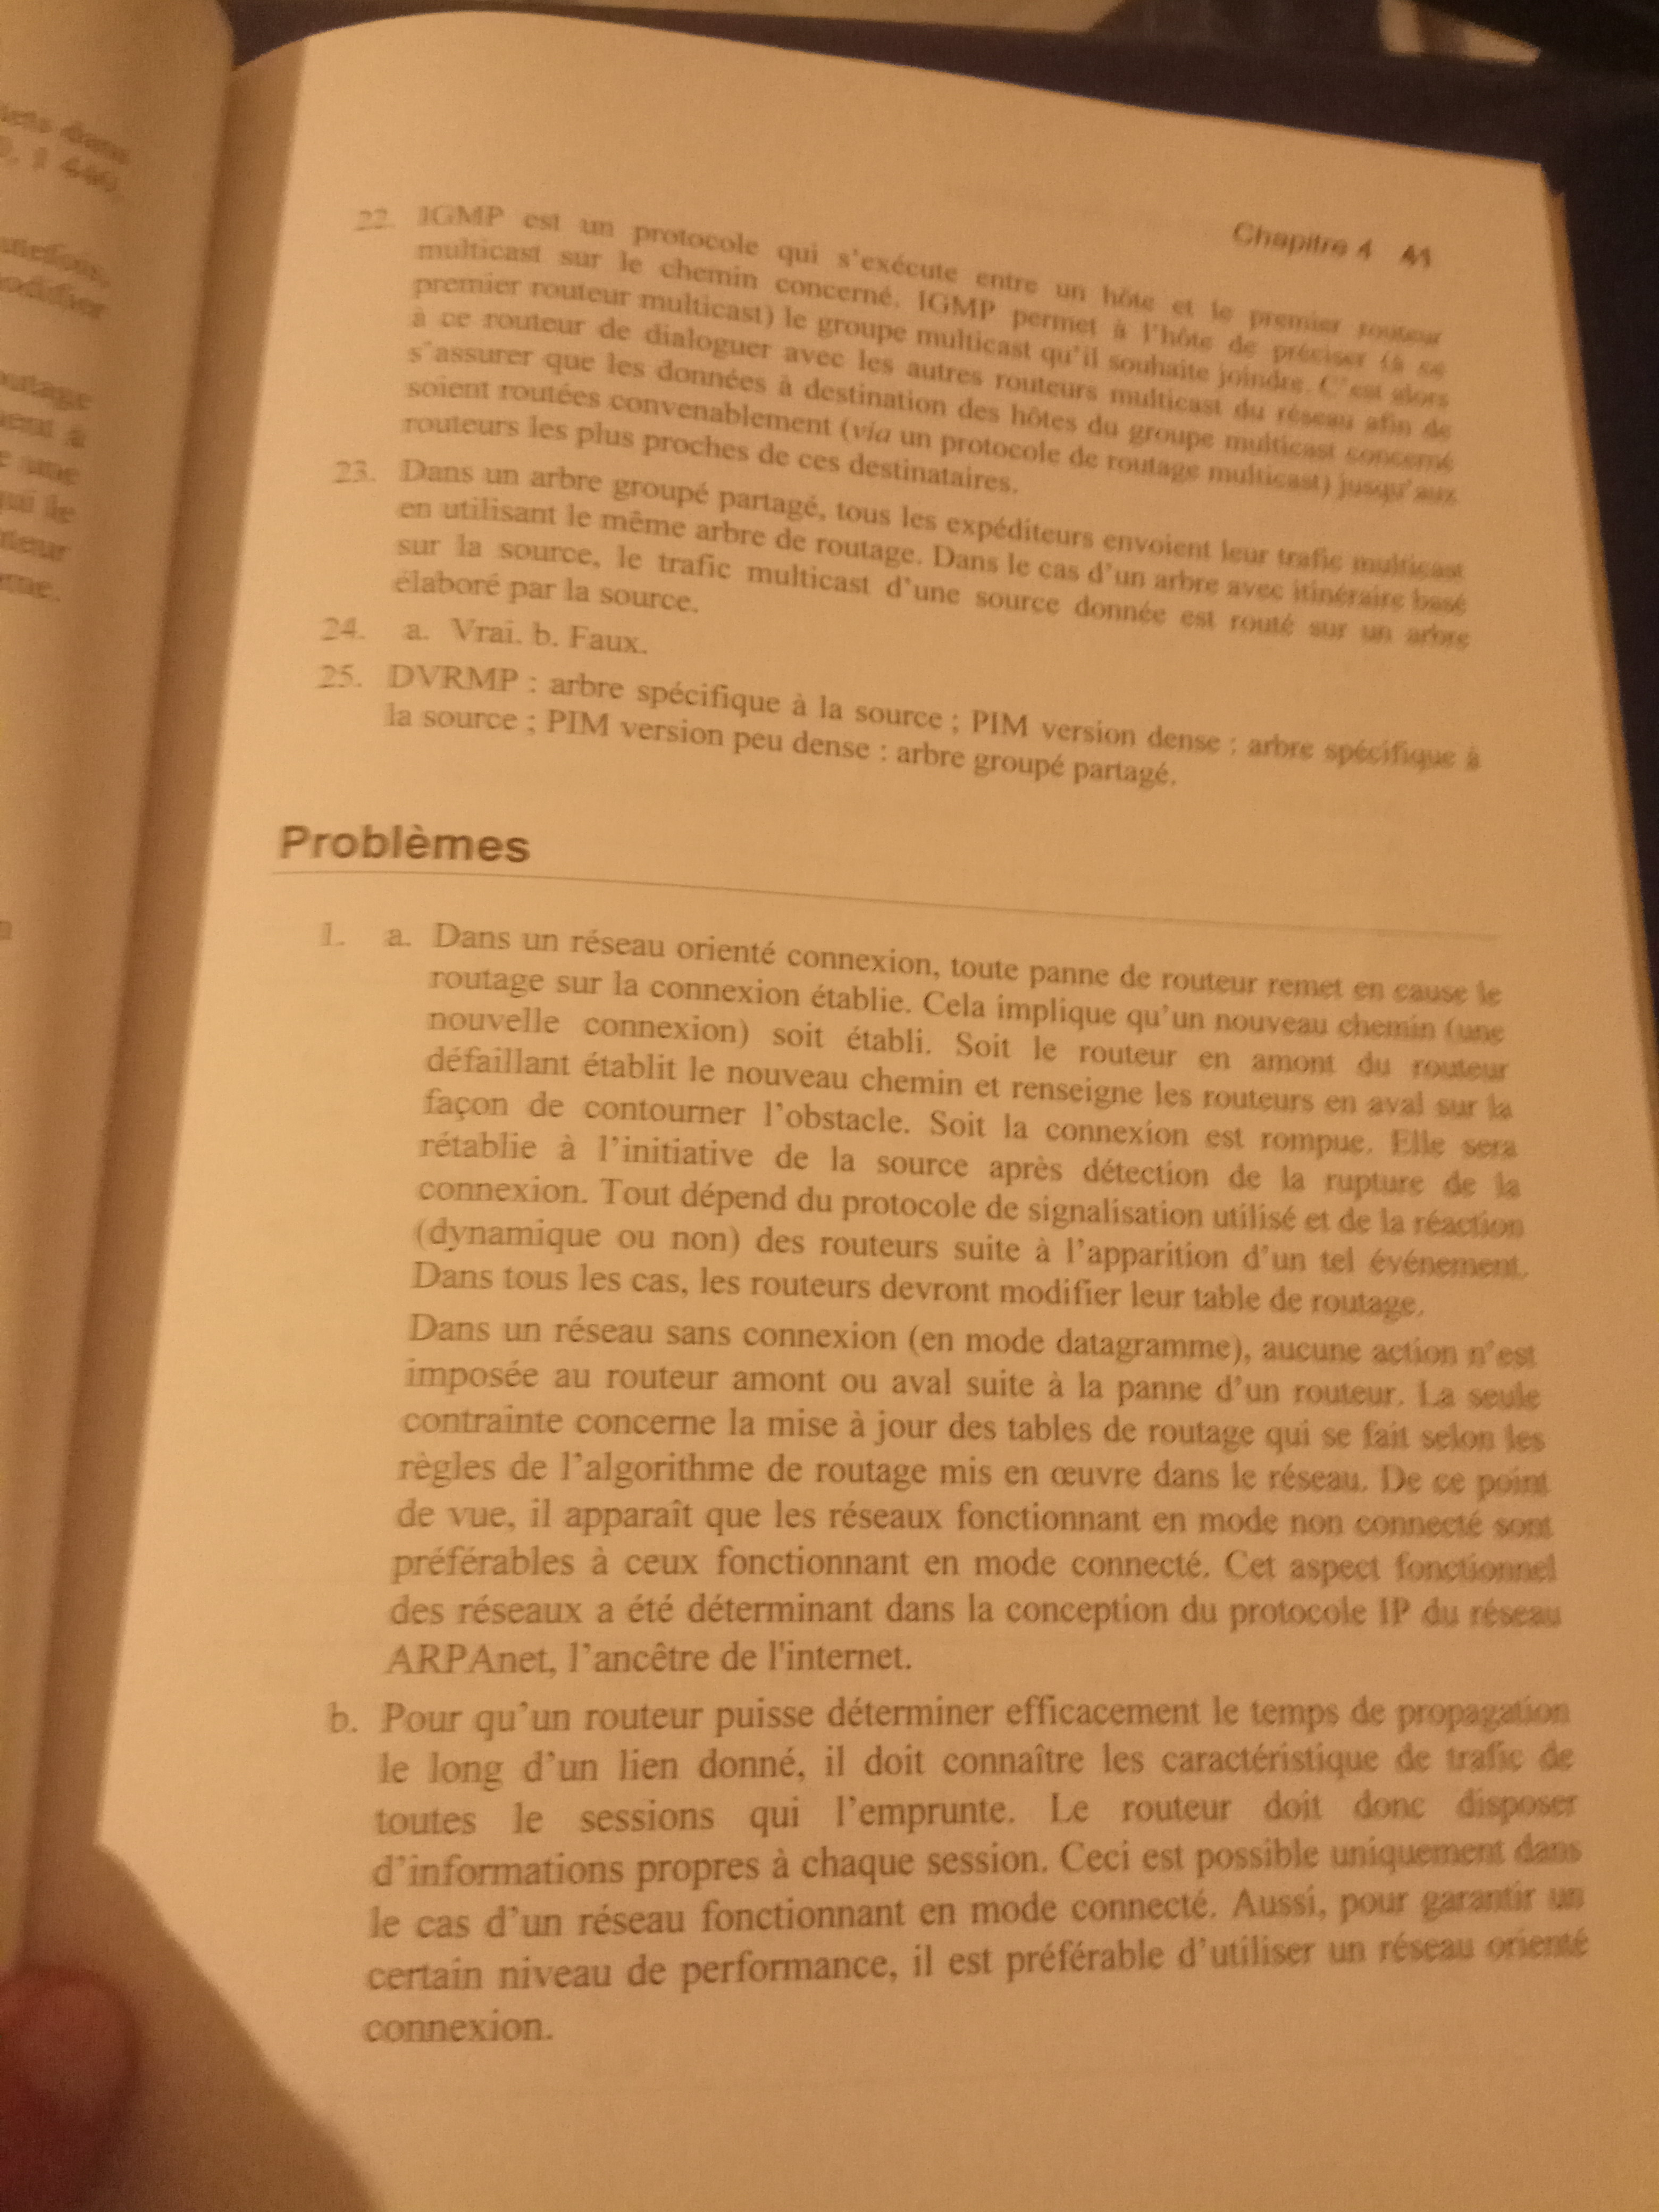 Chapitre 4 41
22. IGMP est un protocole qui s'exécute entre un hôte et le premier routeur
multicast sur le chemin concerné. IGMP permet à l'hôte de préciser (à ce
premier routeur multicast) le groupe multicast qu'il souhaite joindre. C'est alors
à ce routeur de dialoguer avec les autres routeurs multicast du réseau afin de
s'assurer que les données à destination des hôtes du groupe multicast concerné
soient routées convenablement (via un protocole de routage multicast) jusqu'aux
routeurs les plus proches de ces destinataires.
23. Dans un arbre groupé partagé, tous les expéditeurs envoient leur trafic multicast
en utilisant le même arbre de routage. Dans le cas d'un arbre avec itinéraire basé
sur la source, le trafic multicast d'une source donnée est routé sur un arbre
élaboré par la source.
24. a. Vrai. b. Faux.
25. DVRMP : arbre spécifique à la source ; PIM version dense : arbre spécifique à
la source ; PIM version peu dense : arbre groupé partagé.
Problèmes
1. a. Dans un réseau orienté connexion, toute panne de routeur remet en cause le
routage sur la connexion établie. Cela implique qu'un nouveau chemin (une
nouvelle connexion) soit établi. Soit le routeur en amont du routeur
défaillant établit le nouveau chemin et renseigne les routeurs en aval sur la
façon de contourner l'obstacle. Soit la connexion est rompue. Elle sera
rétablie à l'initiative de la source après détection de la rupture de la
connexion. Tout dépend du protocole de signalisation utilisé et de la réaction
(dynamique ou non) des routeurs suite à l'apparition d'un tel événement.
Dans tous les cas, les routeurs devront modifier leur table de routage.
Dans un réseau sans connexion (en mode datagramme), aucune action n'est
imposée au routeur amont ou aval suite à la panne d'un routeur. La seule
contrainte concerne la mise à jour des tables de routage qui se fait selon les
règles de l'algorithme de routage mis en œuvre dans le réseau. De ce point
de vue, il apparaît que les réseaux fonctionnant en mode non connecté sont
préférables à ceux fonctionnant en mode connecté. Cet aspect fonctionnel
des réseaux a été déterminant dans la conception du protocole IP du réseau
ARPAnet, l'ancêtre de l'internet.
b. Pour qu'un routeur puisse déterminer efficacement le temps de propagation
le long d'un lien donné, il doit connaître les caractéristique de trafic de
toutes le sessions qui l'emprunte. Le routeur doit donc disposer
d'informations propres à chaque session. Ceci est possible uniquement dans
le cas d'un réseau fonctionnant en mode connecté. Aussi, pour garantir un
certain niveau de performance, il est préférable d'utiliser un réseau orienté
connexion.